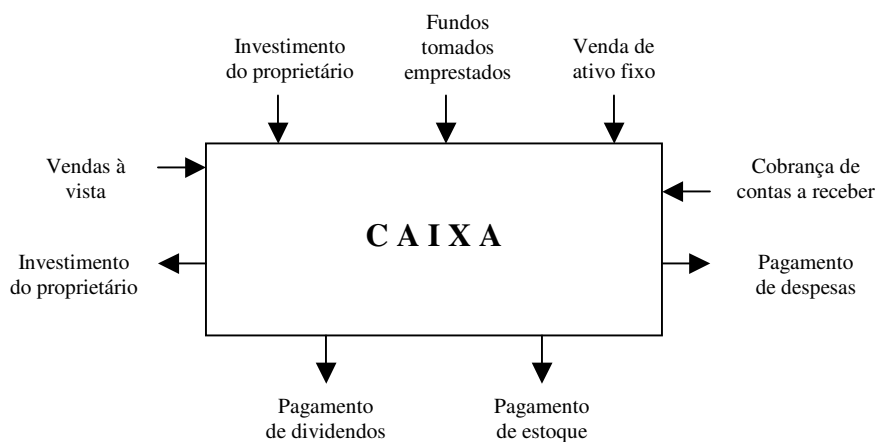 Investimento
do proprietário
Fundos
tomados
emprestados
Venda de
ativo fixo
Vendas à
vista
Cobrança de
contas a receber
CAIXA
Investimento
do proprietário
Pagamento
de despesas
Pagamento
de dividendos
Pagamento
de estoque